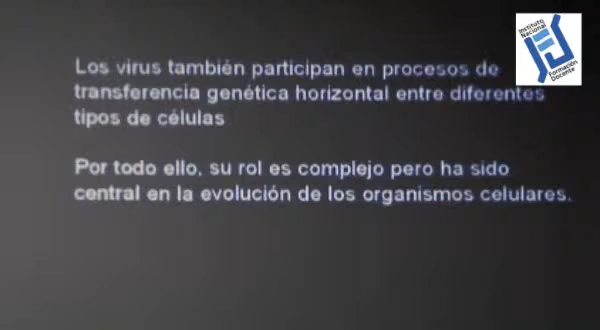 Instituto
Nacional
Formación
Docente
Los virus también participan en procesos de
transferencia genética horizontal entre diferentes
tipos de células
Por todo ello, su rol es complejo pero ha sido
central en la evolución de los organismos celulares.